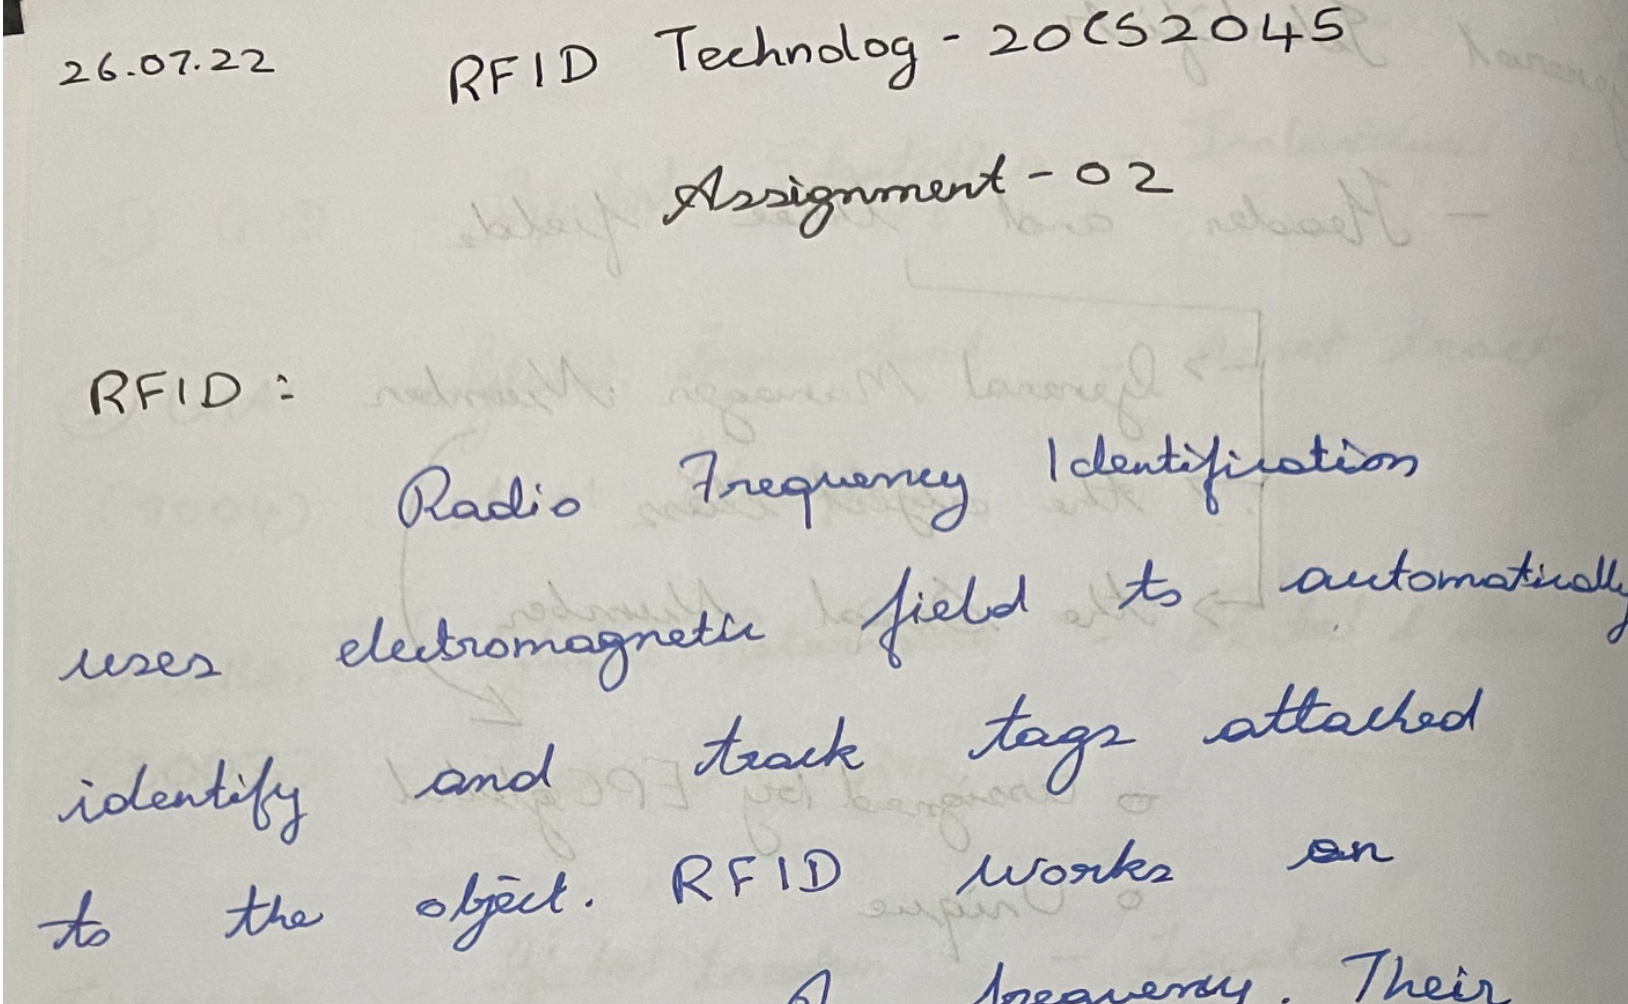 26.07.22 RFID Technolog - 20CS2045
Assignment - 02
RFID :
Radio Frequency Identification
uses electromagnetic field to automatically
identify and track tags attached
to the object. RFID works on
frequency. Their